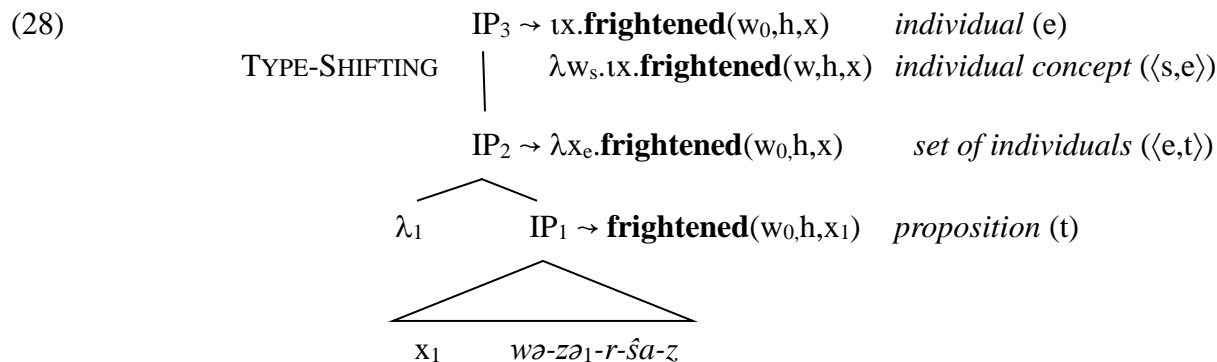 (28) IP₃ → ιx.frightened(w₀,h,x) individual (e)
TYPE-SHIFTING λwₛ.ιx.frightened(w,h,x) individual concept (⟨s,e⟩)
IP₂ → λxₑ.frightened(w₀,h,x) set of individuals (⟨e,t⟩)
λ₁ IP₁ → frightened(w₀,h,x₁) proposition (t)
x₁ wə-zə₁-r-ŝa-ʐ